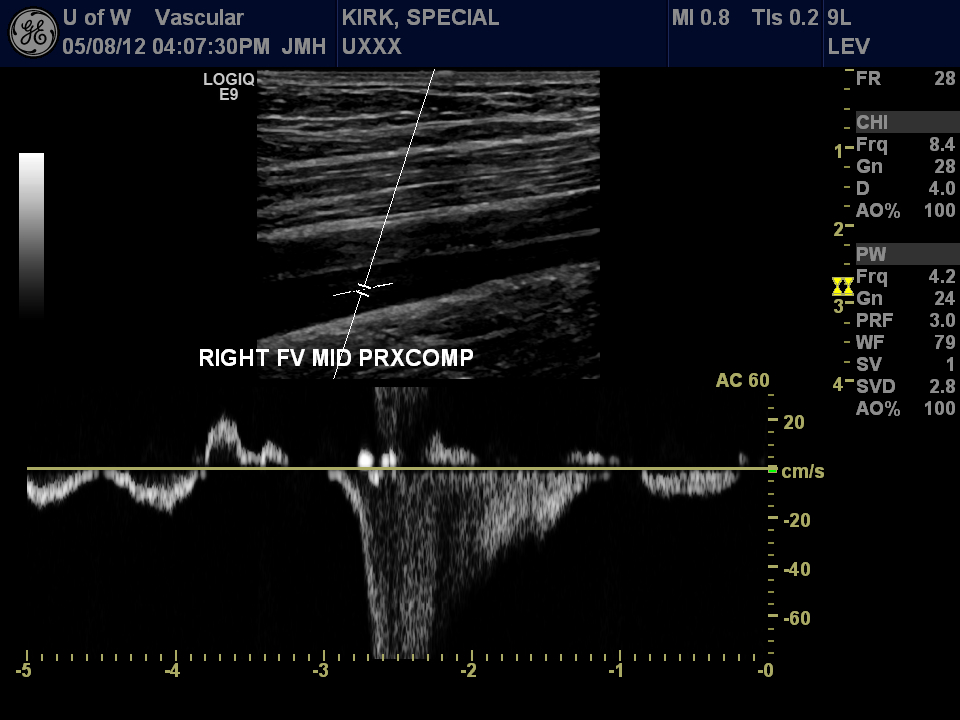 GE
U of W Vascular
05/08/12 04:07:30PM JMH
KIRK, SPECIAL
UXXX
MI 0.8 TIs 0.2
9L
LEV
LOGIQ
E9
FR 28
CHI
Frq 8.4
Gn 28
D 4.0
AO% 100
PW
Frq 4.2
Gn 24
PRF 3.0
WF 79
SV 1
SVD 2.8
AO% 100
1
2
3
4
RIGHT FV MID PRXCOMP
AC 60
20
cm/s
-20
-40
-60
-5 -4 -3 -2 -1 -0